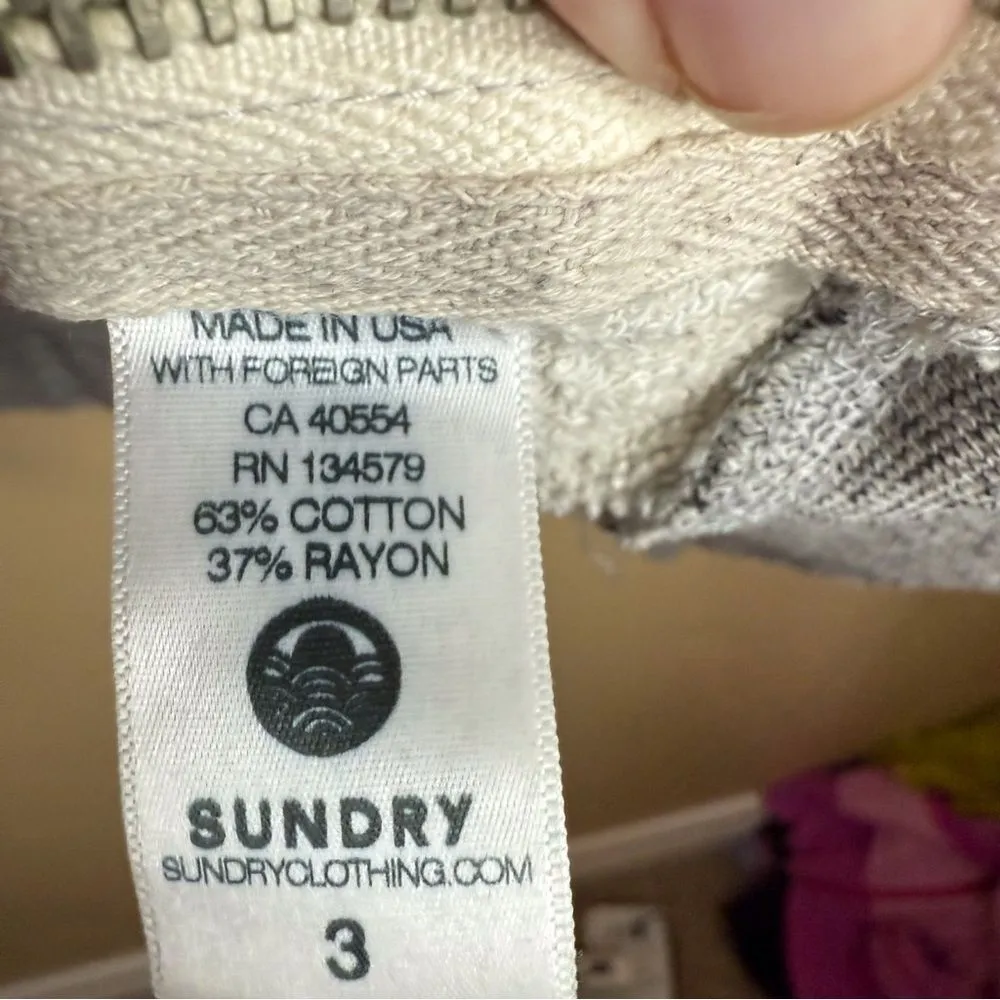 MADE IN USA
WITH FOREIGN PARTS
CA 40554
RN 134579
63% COTTON
37% RAYON
SUNDRY
SUNDRYCLOTHING.COM
3